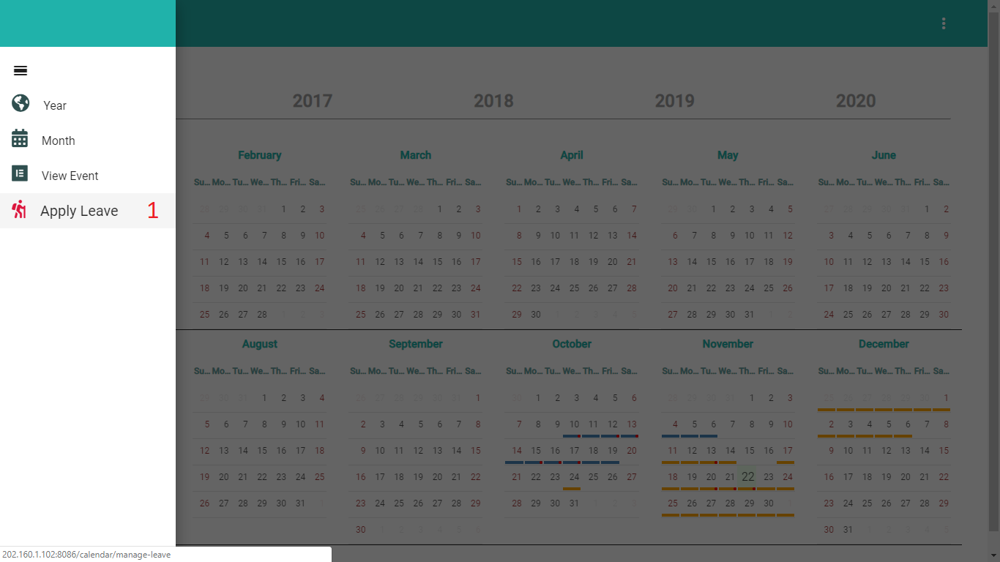 Year
Month
View Event
Apply Leave 1
2017 2018 2019 2020
February March April May June
Su... Mo... Tu... We... Th... Fri... Sa... Su... Mo... Tu... We... Th... Fri... Sa... Su... Mo... Tu... We... Th... Fri... Sa... Su... Mo... Tu... We... Th... Fri... Sa... Su... Mo... Tu... We... Th... Fri... Sa...
28 29 30 31 1 2 3 25 26 27 28 1 2 3 1 2 3 4 5 6 7 29 30 1 2 3 4 5 27 28 29 30 31 1 2
4 5 6 7 8 9 10 4 5 6 7 8 9 10 8 9 10 11 12 13 14 6 7 8 9 10 11 12 3 4 5 6 7 8 9
11 12 13 14 15 16 17 11 12 13 14 15 16 17 15 16 17 18 19 20 21 13 14 15 16 17 18 19 10 11 12 13 14 15 16
18 19 20 21 22 23 24 18 19 20 21 22 23 24 22 23 24 25 26 27 28 20 21 22 23 24 25 26 17 18 19 20 21 22 23
25 26 27 28 1 2 3 25 26 27 28 29 30 31 29 30 1 2 3 4 5 27 28 29 30 31 1 2 24 25 26 27 28 29 30
August September October November December
Su... Mo... Tu... We... Th... Fri... Sa... Su... Mo... Tu... We... Th... Fri... Sa... Su... Mo... Tu... We... Th... Fri... Sa... Su... Mo... Tu... We... Th... Fri... Sa... Su... Mo... Tu... We... Th... Fri... Sa...
29 30 31 1 2 3 4 26 27 28 29 30 31 1 30 1 2 3 4 5 6 28 29 30 31 1 2 3 25 26 27 28 29 30 1
5 6 7 8 9 10 11 2 3 4 5 6 7 8 7 8 9 10 11 12 13 4 5 6 7 8 9 10 2 3 4 5 6 7 8
12 13 14 15 16 17 18 9 10 11 12 13 14 15 14 15 16 17 18 19 20 11 12 13 14 15 16 17 9 10 11 12 13 14 15
19 20 21 22 23 24 25 16 17 18 19 20 21 22 21 22 23 24 25 26 27 18 19 20 21 22 23 24 16 17 18 19 20 21 22
26 27 28 29 30 31 1 23 24 25 26 27 28 29 28 29 30 31 1 2 3 25 26 27 28 29 30 1 23 24 25 26 27 28 29
30 1 2 3 4 5 6 30 31 1 2 3 4 5
202.160.1.102:8086/calendar/manage-leave